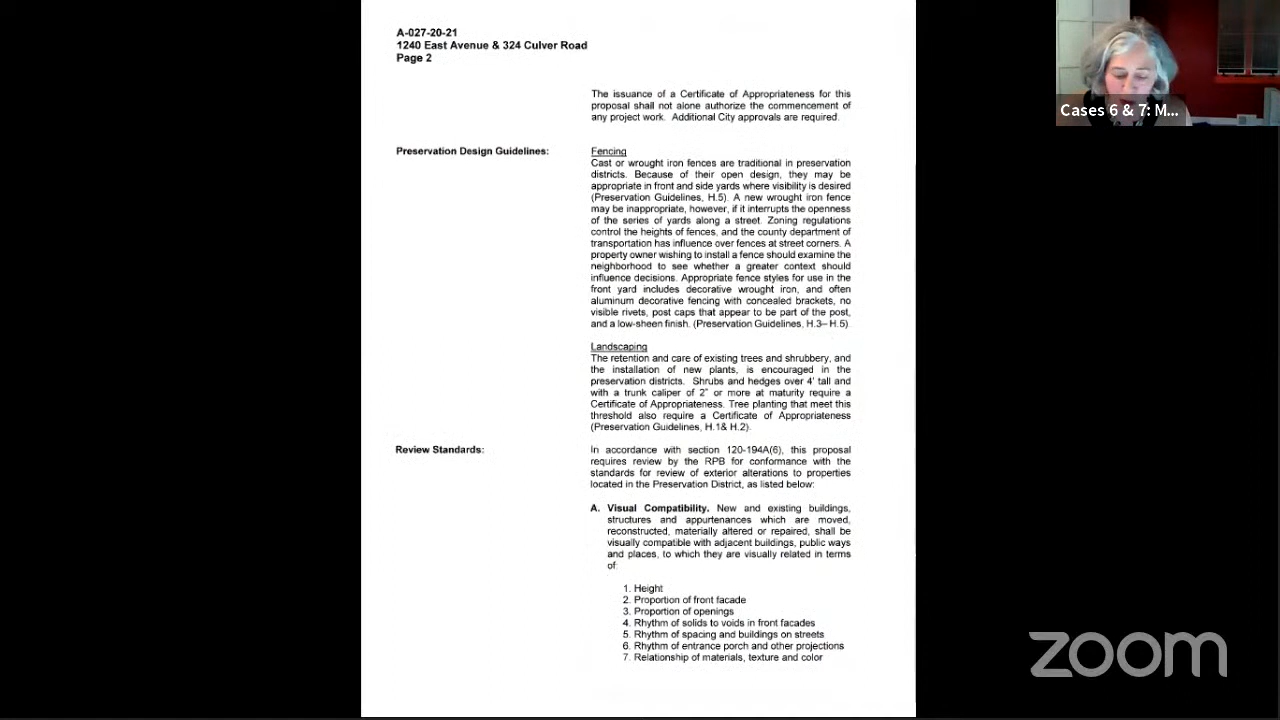 A-027-20-21
1240 East Avenue & 324 Culver Road
Page 2
The issuance of a Certificate of Appropriateness for this
proposal shall not alone authorize the commencement of
any project work. Additional City approvals are required.
Preservation Design Guidelines:
Fencing
Cast or wrought iron fences are traditional in preservation
districts. Because of their open design, they may be
appropriate in front and side yards where visibility is desired
(Preservation Guidelines, H.5). A new wrought iron fence
may be inappropriate, however, if it interrupts the openness
of the series of yards along a street. Zoning regulations
control the heights of fences, and the county department of
transportation has influence over fences at street corners. A
property owner wishing to install a fence should examine the
neighborhood to see whether a greater context should
influence decisions. Appropriate fence styles for use in the
front yard includes decorative wrought iron, and often
aluminum decorative fencing with concealed brackets, no
visible rivets, post caps that appear to be part of the post,
and a low-sheen finish. (Preservation Guidelines, H.3– H.5).
Landscaping
The retention and care of existing trees and shrubbery, and
the installation of new plants, is encouraged in the
preservation districts. Shrubs and hedges over 4' tall and
with a trunk caliper of 2" or more at maturity require a
Certificate of Appropriateness. Tree planting that meet this
threshold also require a Certificate of Appropriateness
(Preservation Guidelines, H.1& H.2).
Review Standards:
In accordance with section 120-194A(6), this proposal
requires review by the RPB for conformance with the
standards for review of exterior alterations to properties
located in the Preservation District, as listed below:
A. Visual Compatibility. New and existing buildings,
structures and appurtenances which are moved,
reconstructed, materially altered or repaired, shall be
visually compatible with adjacent buildings, public ways
and places, to which they are visually related in terms
of:
1. Height
2. Proportion of front facade
3. Proportion of openings
4. Rhythm of solids to voids in front facades
5. Rhythm of spacing and buildings on streets
6. Rhythm of entrance porch and other projections
7. Relationship of materials, texture and color
Cases 6 & 7: M...
zoom